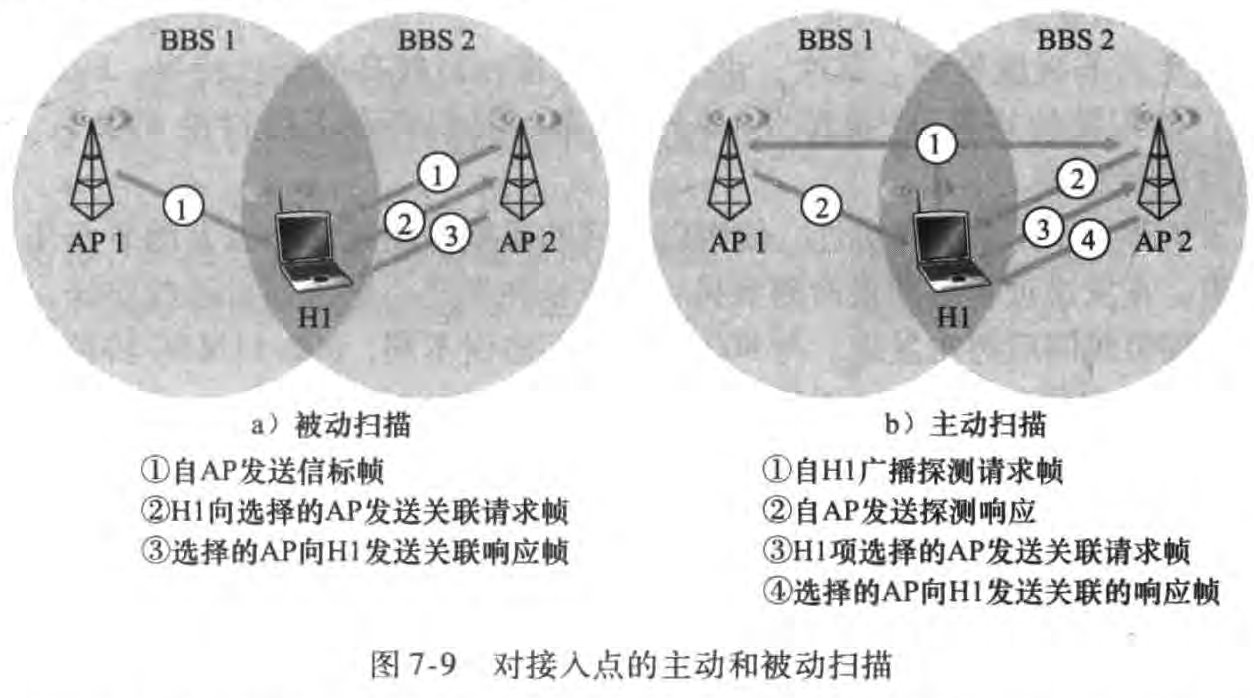 BBS 1
BBS 2
①
①
②
③
AP 1
AP 2
H1
a）被动扫描
①自AP发送信标帧
②H1向选择的AP发送关联请求帧
③选择的AP向H1发送关联响应帧
BBS 1
BBS 2
①
②
②
③
④
AP 1
AP 2
H1
b）主动扫描
①自H1广播探测请求帧
②自AP发送探测响应
③H1项选择的AP发送关联请求帧
④选择的AP向H1发送关联的响应帧
图 7-9 对接入点的主动和被动扫描